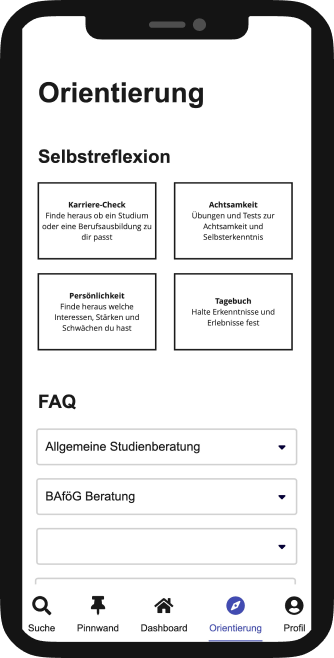 Orientierung
Selbstreflexion
Karriere-Check
Finde heraus ob ein Studium
oder eine Berufsausbildung zu
dir passt
Achtsamkeit
Übungen und Tests zur
Achtsamkeit und
Selbsterkenntnis
Persönlichkeit
Finde heraus welche
Interessen, Stärken und
Schwächen du hast
Tagebuch
Halte Erkenntnisse und
Erlebnisse fest
FAQ
Allgemeine Studienberatung
BAföG Beratung
Suche
Pinnwand
Dashboard
Orientierung
Profil